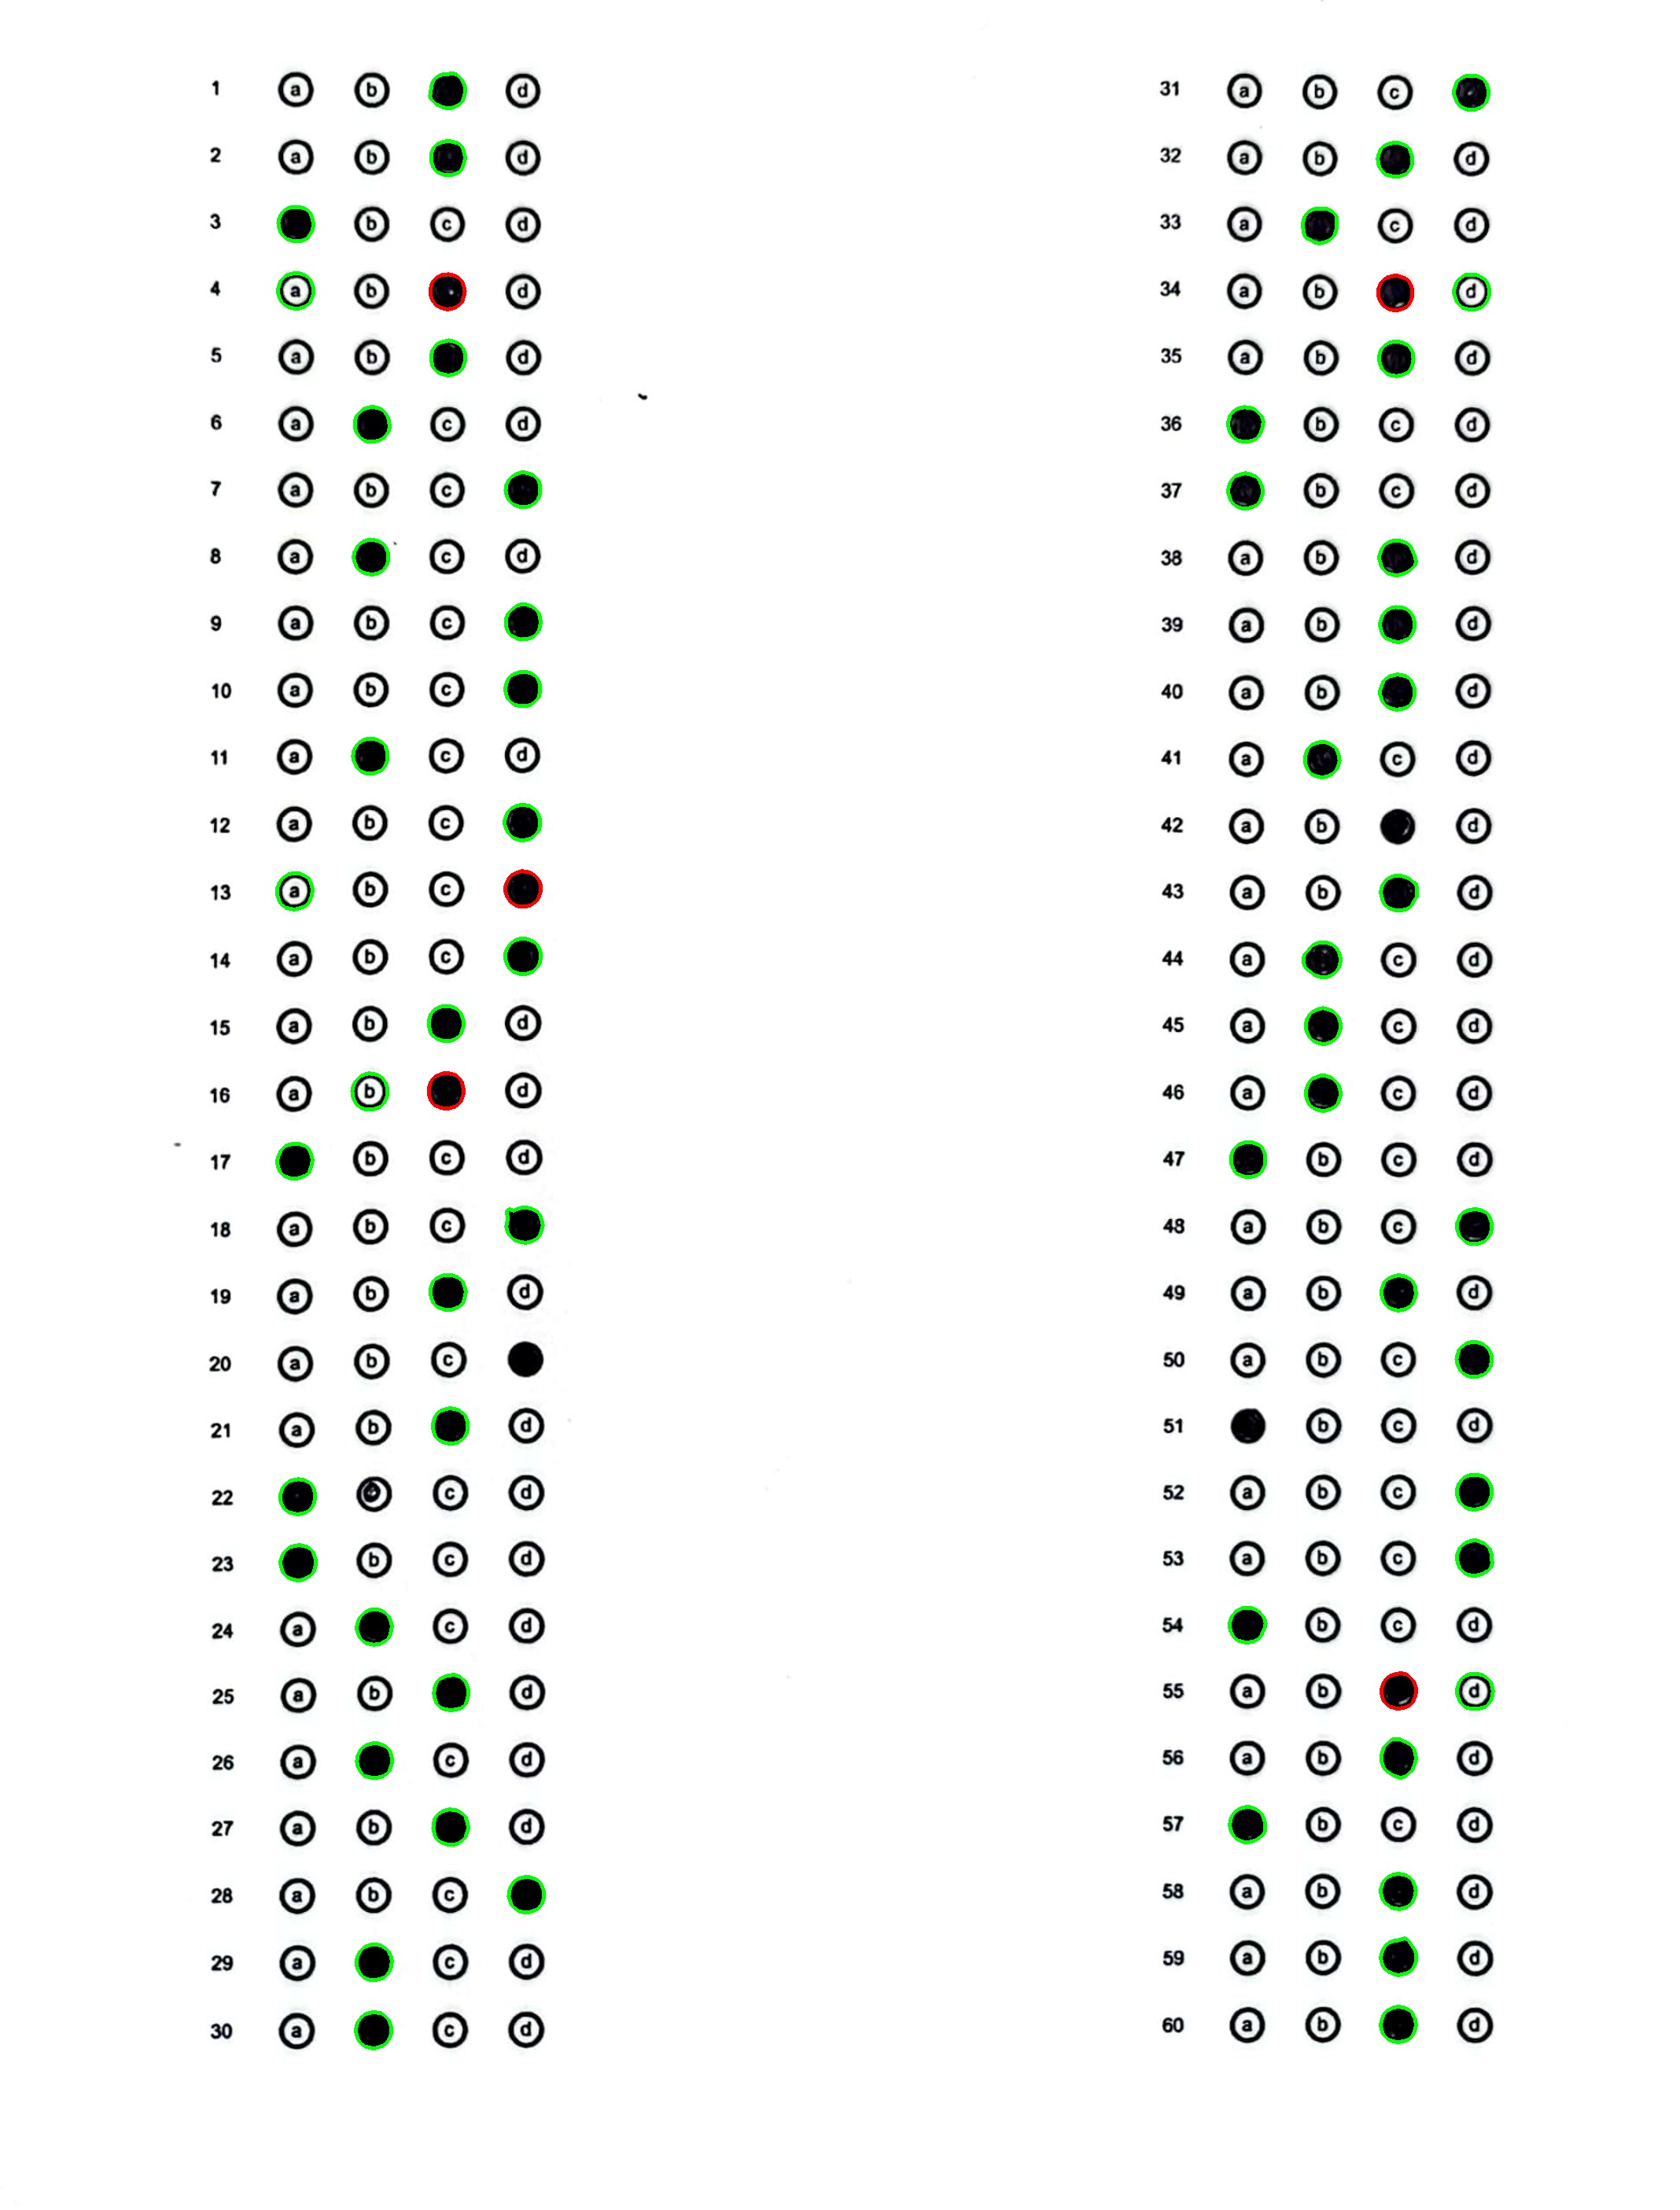 1 a b d
2 a b d
3 b c d
4 a b d
5 a b d
6 a c d
7 a b c
8 a c d
9 a b c
10 a b c
11 a c d
12 a b c
13 a b c
14 a b c
15 a b d
16 a b d
17 b c d
18 a b c
19 a b d
20 a b c
21 a b d
22 c d
23 b c d
24 a c d
25 a b d
26 a c d
27 a b d
28 a b c
29 a c d
30 a c d
31 a b c
32 a b d
33 a c d
34 a b d
35 a b d
36 b c d
37 b c d
38 a b d
39 a b d
40 a b d
41 a c d
42 a b d
43 a b d
44 a c d
45 a c d
46 a c d
47 b c d
48 a b c
49 a b d
50 a b c
51 b c d
52 a b c
53 a b c
54 b c d
55 a b d
56 a b d
57 b c d
58 a b d
59 a b d
60 a b d